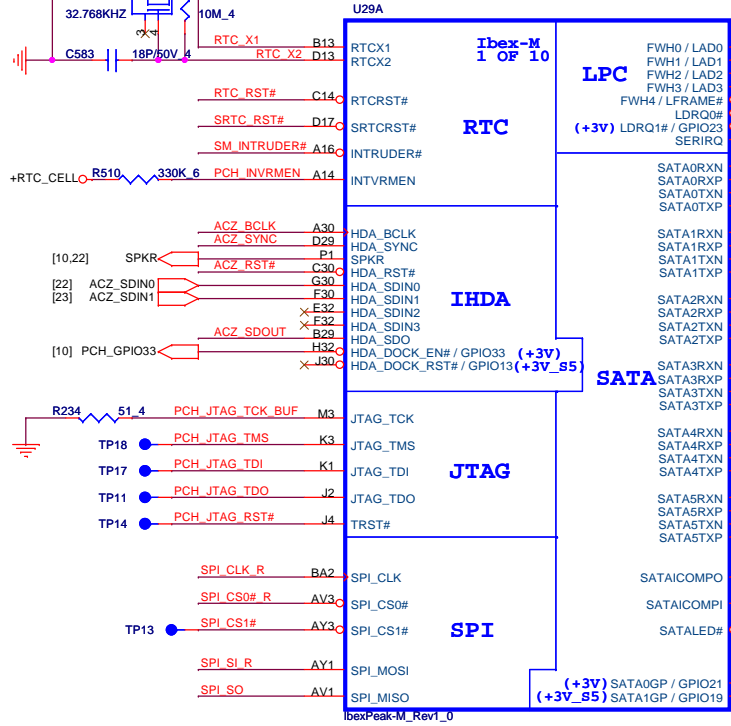 U29A
32.768KHZ
10M_4
3 4
C583 18P/50V_4
RTC_X1 B13 RTCX1
RTC_X2 D13 RTCX2
Ibex-M
1 OF 10
LPC
FWH0 / LAD0
FWH1 / LAD1
FWH2 / LAD2
FWH3 / LAD3
FWH4 / LFRAME#
LDRQ0#
(+3V) LDRQ1# / GPIO23
SERIRQ
RTC_RST# C14 RTCRST#
SRTC_RST# D17 SRTCRST#
RTC
SM_INTRUDER# A16 INTRUDER#
+RTC_CELL R510 330K_6 PCH_INVRMEN A14 INTVRMEN
SATA0RXN
SATA0RXP
SATA0TXN
SATA0TXP
ACZ_BCLK A30 HDA_BCLK
ACZ_SYNC D29 HDA_SYNC
[10,22] SPKR P1 SPKR
ACZ_RST# C30 HDA_RST#
[22] ACZ_SDIN0 G30 HDA_SDIN0
[23] ACZ_SDIN1 F30 HDA_SDIN1
E32 HDA_SDIN2
F32 HDA_SDIN3
ACZ_SDOUT B29 HDA_SDO
[10] PCH_GPIO33 H32 HDA_DOCK_EN# / GPIO33 (+3V)
J30 HDA_DOCK_RST# / GPIO13 (+3V_S5)
IHDA
SATA1RXN
SATA1RXP
SATA1TXN
SATA1TXP
SATA2RXN
SATA2RXP
SATA2TXN
SATA2TXP
SATA
SATA3RXN
SATA3RXP
SATA3TXN
SATA3TXP
R234 51_4 PCH_JTAG_TCK_BUF M3 JTAG_TCK
TP18 PCH_JTAG_TMS K3 JTAG_TMS
TP17 PCH_JTAG_TDI K1 JTAG_TDI
TP11 PCH_JTAG_TDO J2 JTAG_TDO
TP14 PCH_JTAG_RST# J4 TRST#
JTAG
SATA4RXN
SATA4RXP
SATA4TXN
SATA4TXP
SATA5RXN
SATA5RXP
SATA5TXN
SATA5TXP
SPI_CLK_R BA2 SPI_CLK
SPI_CS0#_R AV3 SPI_CS0#
TP13 SPI_CS1# AY3 SPI_CS1#
SPI
SPI_SI_R AY1 SPI_MOSI
SPI_SO AV1 SPI_MISO
SATAICOMPO
SATAICOMPI
SATALED#
(+3V) SATA0GP / GPIO21
(+3V_S5) SATA1GP / GPIO19
IbexPeak-M_Rev1_0